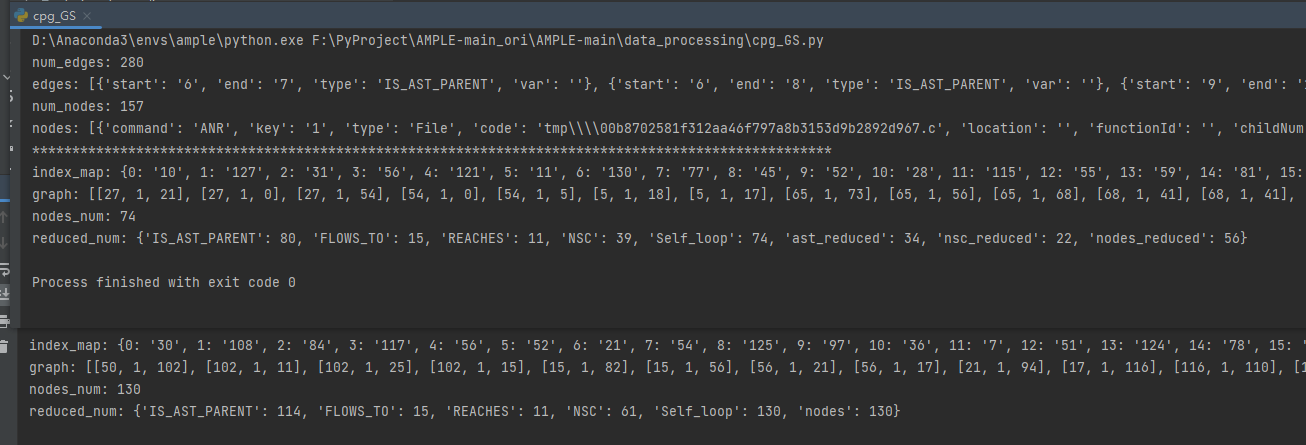 cpg_GS ×
D:\Anaconda3\envs\ample\python.exe F:\PyProject\AMPLE-main_ori\AMPLE-main\data_processing\cpg_GS.py
num_edges: 280
edges: [{'start': '6', 'end': '7', 'type': 'IS_AST_PARENT', 'var': ''}, {'start': '6', 'end': '8', 'type': 'IS_AST_PARENT', 'var': ''}, {'start': '9', 'end':
num_nodes: 157
nodes: [{'command': 'ANR', 'key': '1', 'type': 'File', 'code': 'tmp\\\\00b8702581f312aa46f797a8b3153d9b2892d967.c', 'location': '', 'functionId': '', 'childNum
****************************************************************************************************
index_map: {0: '10', 1: '127', 2: '31', 3: '56', 4: '121', 5: '11', 6: '130', 7: '77', 8: '45', 9: '52', 10: '28', 11: '115', 12: '55', 13: '59', 14: '81', 15:
graph: [[27, 1, 21], [27, 1, 0], [27, 1, 54], [54, 1, 0], [54, 1, 5], [5, 1, 18], [5, 1, 17], [65, 1, 73], [65, 1, 56], [65, 1, 68], [68, 1, 41], [68, 1, 41],
nodes_num: 74
reduced_num: {'IS_AST_PARENT': 80, 'FLOWS_TO': 15, 'REACHES': 11, 'NSC': 39, 'Self_loop': 74, 'ast_reduced': 34, 'nsc_reduced': 22, 'nodes_reduced': 56}
Process finished with exit code 0
index_map: {0: '30', 1: '108', 2: '84', 3: '117', 4: '56', 5: '52', 6: '21', 7: '54', 8: '125', 9: '97', 10: '36', 11: '7', 12: '51', 13: '124', 14: '78', 15: '
graph: [[50, 1, 102], [102, 1, 11], [102, 1, 25], [102, 1, 15], [15, 1, 82], [15, 1, 56], [56, 1, 21], [56, 1, 17], [21, 1, 94], [17, 1, 116], [116, 1, 110], [1
nodes_num: 130
reduced_num: {'IS_AST_PARENT': 114, 'FLOWS_TO': 15, 'REACHES': 11, 'NSC': 61, 'Self_loop': 130, 'nodes': 130}